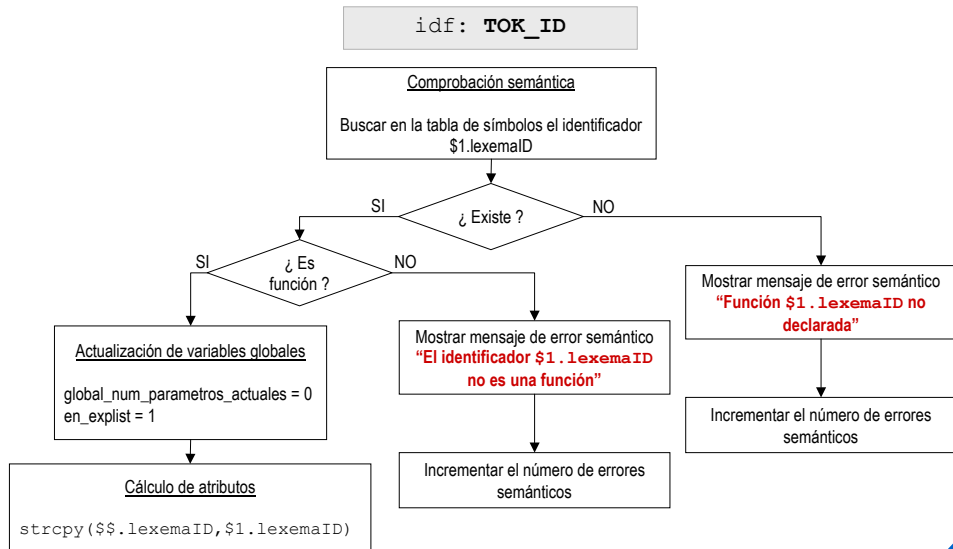 idf: TOK_ID
Comprobación semántica
Buscar en la tabla de símbolos el identificador
$1.lexemaID
SI
¿ Existe ?
NO
SI
¿ Es
función ?
NO
Mostrar mensaje de error semántico
“Función $1.lexemaID no
declarada”
Actualización de variables globales
global_num_parametros_actuales = 0
en_explist = 1
Mostrar mensaje de error semántico
“El identificador $1.lexemaID
no es una función”
Incrementar el número de errores
semánticos
Incrementar el número de errores
semánticos
Cálculo de atributos
strcpy($$.lexemaID,$1.lexemaID)